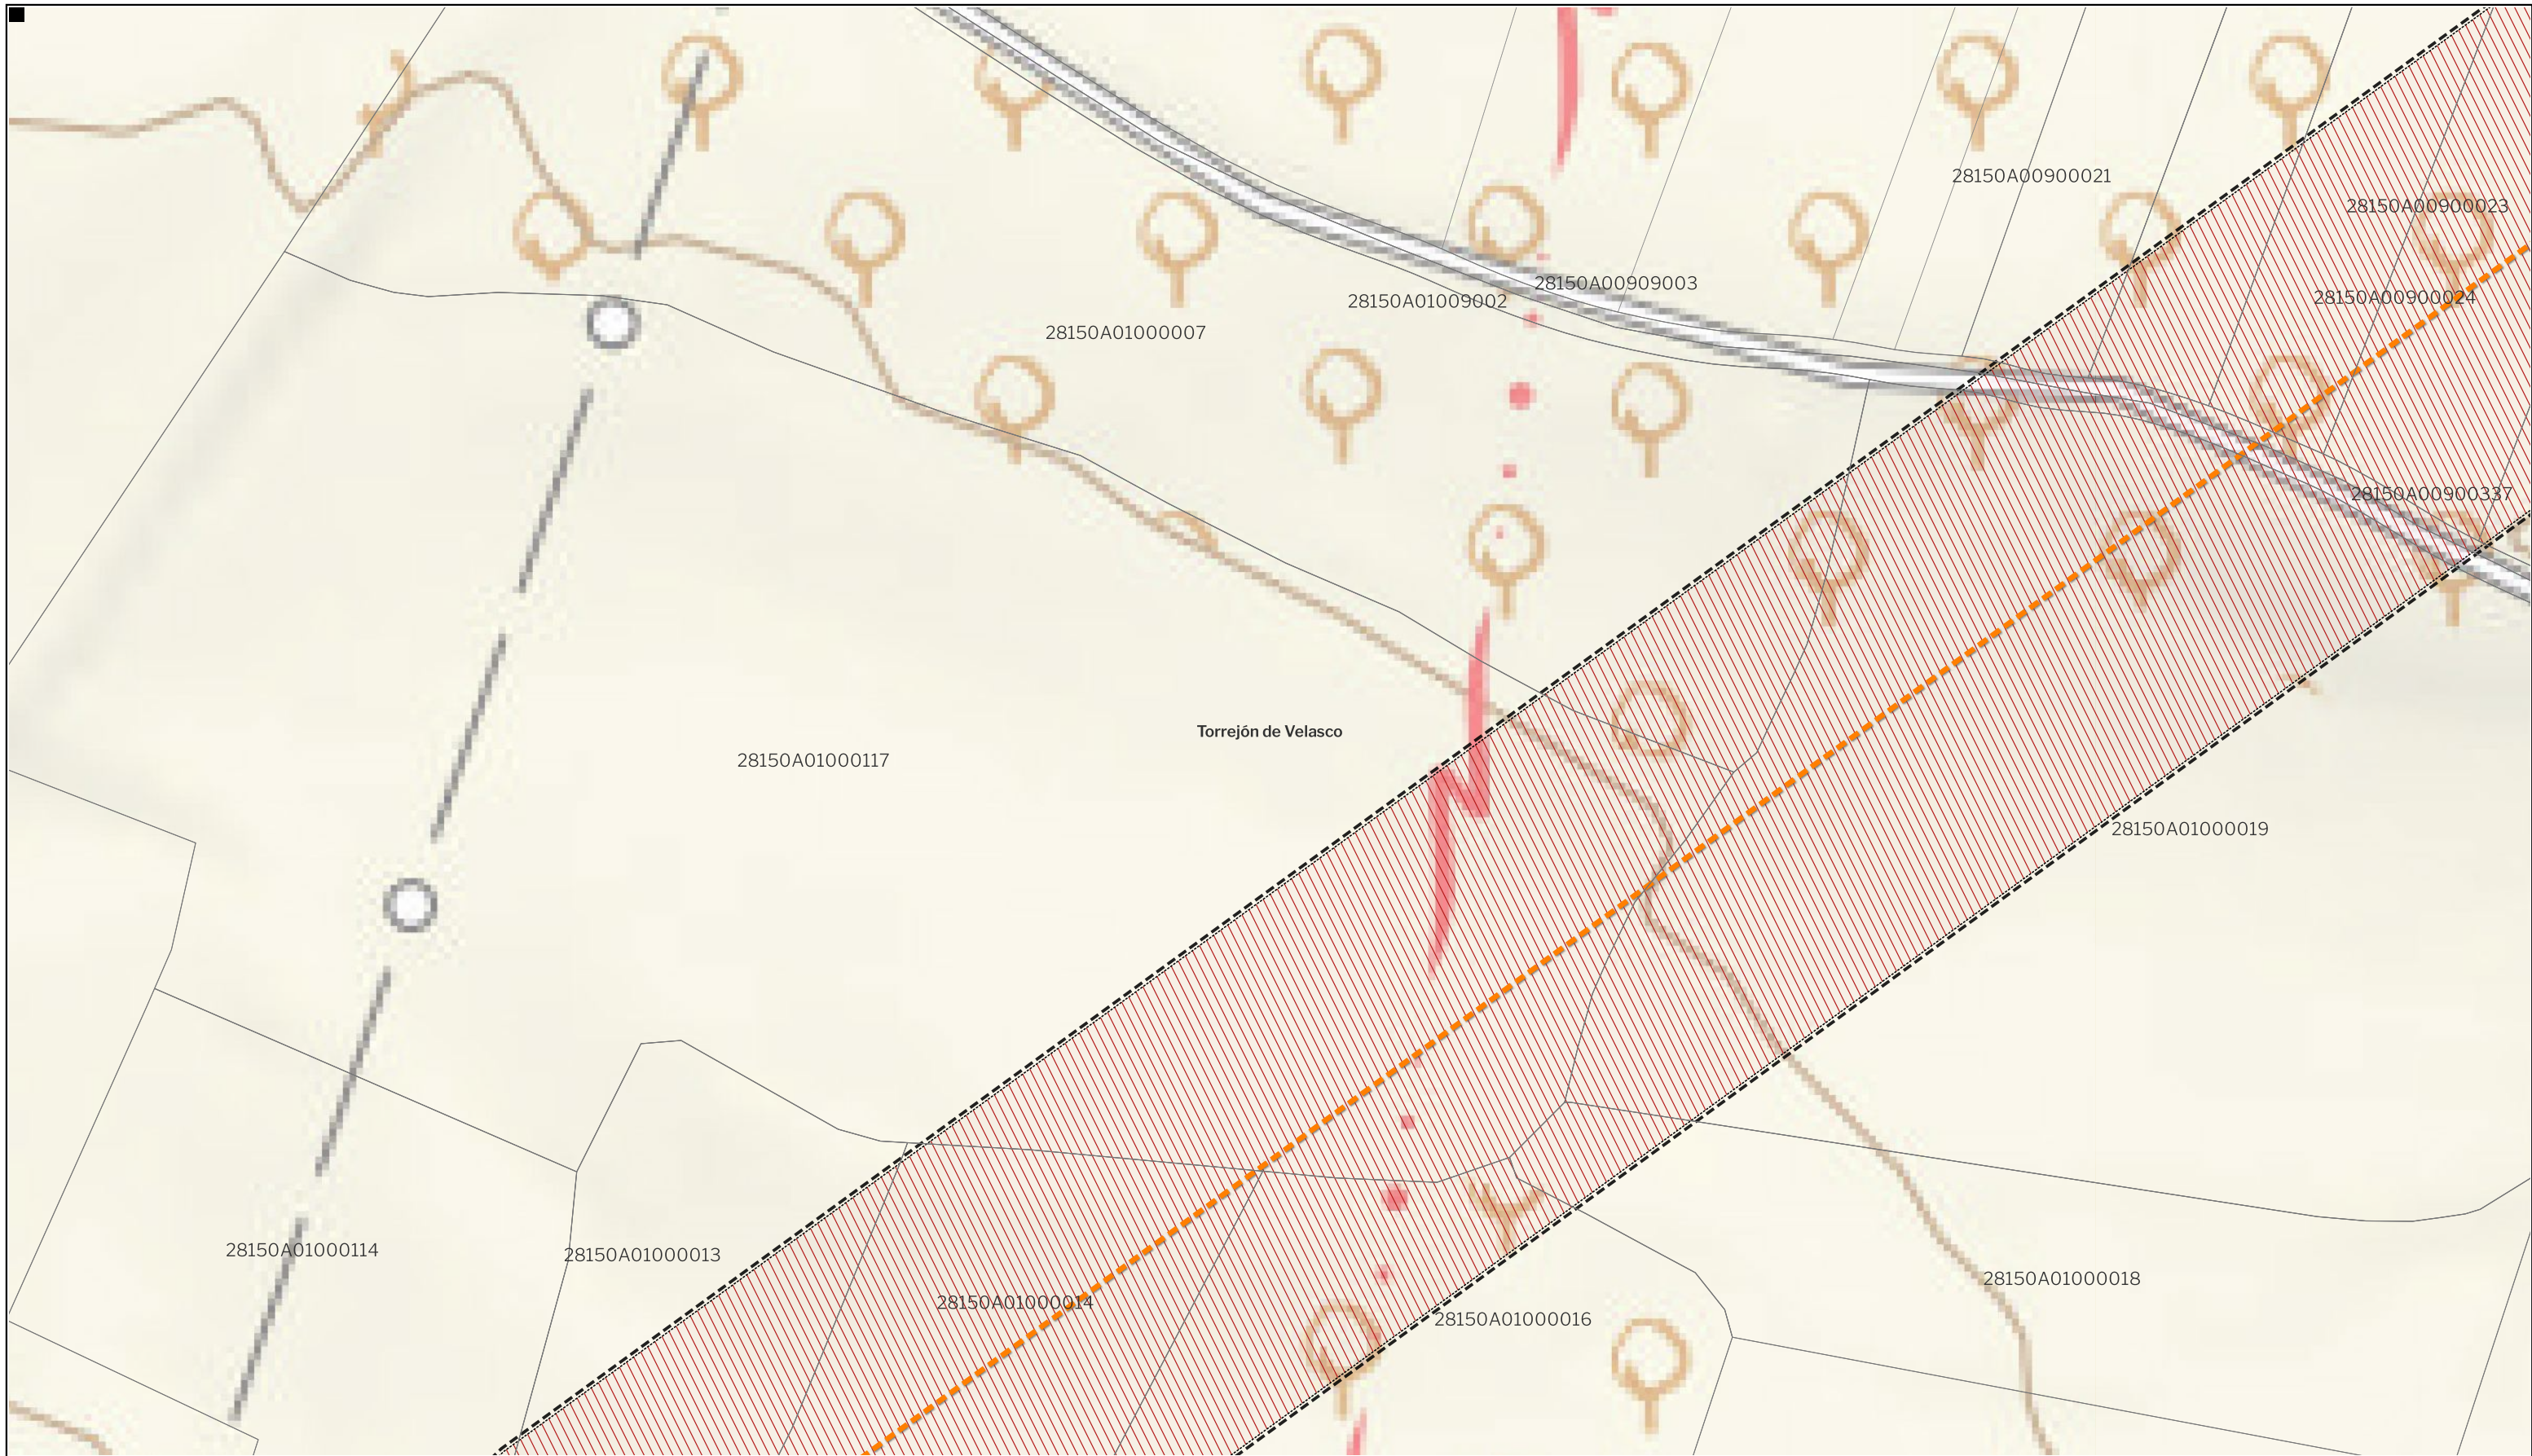 28150A00900021
28150A00900023
28150A00909003
28150A00900024
28150A01009002
28150A01000007
28150A00900337
Torrejón de Velasco
28150A01000117
28150A01000019
28150A01000114
28150A01000013
28150A01000018
28150A01000014
28150A01000016